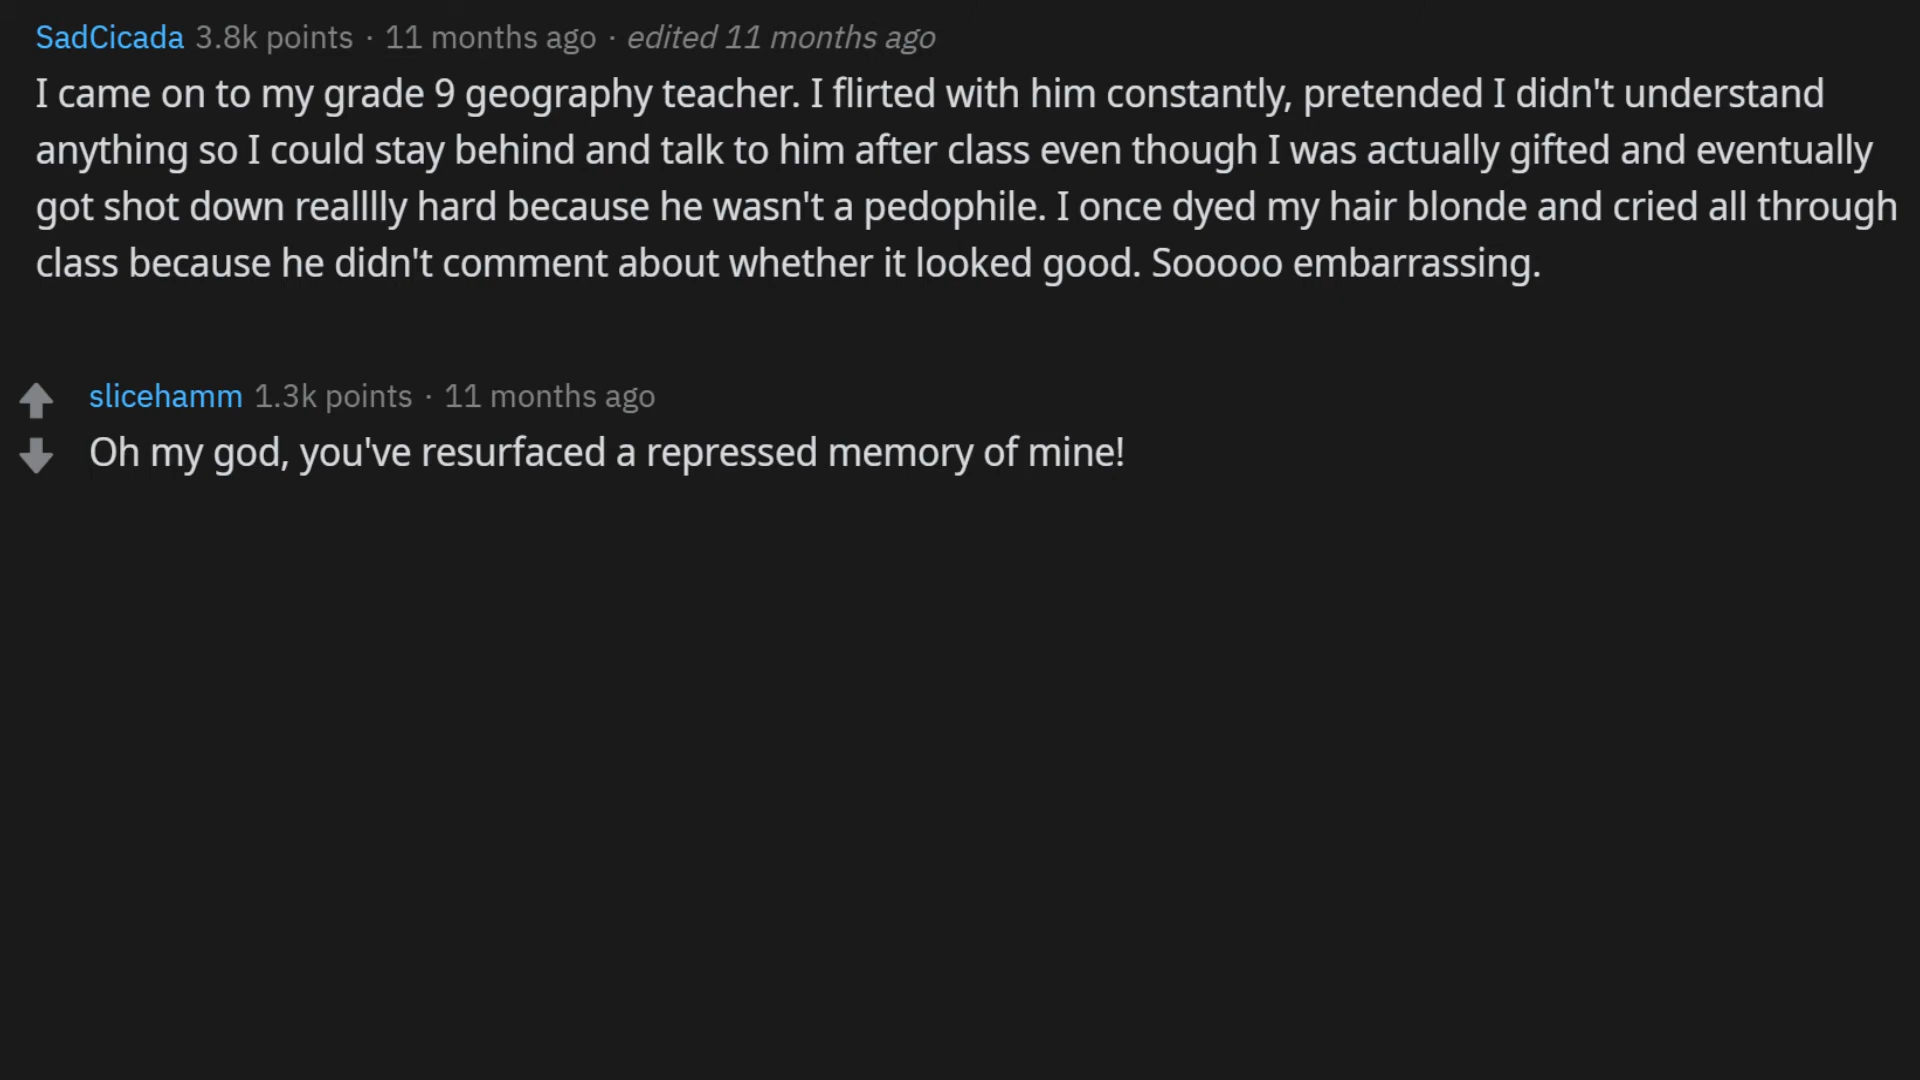 SadCicada 3.8k points · 11 months ago · edited 11 months ago
I came on to my grade 9 geography teacher. I flirted with him constantly, pretended I didn't understand
anything so I could stay behind and talk to him after class even though I was actually gifted and eventually
got shot down realllly hard because he wasn't a pedophile. I once dyed my hair blonde and cried all through
class because he didn't comment about whether it looked good. Sooooo embarrassing.
slicehamm 1.3k points · 11 months ago
Oh my god, you've resurfaced a repressed memory of mine!